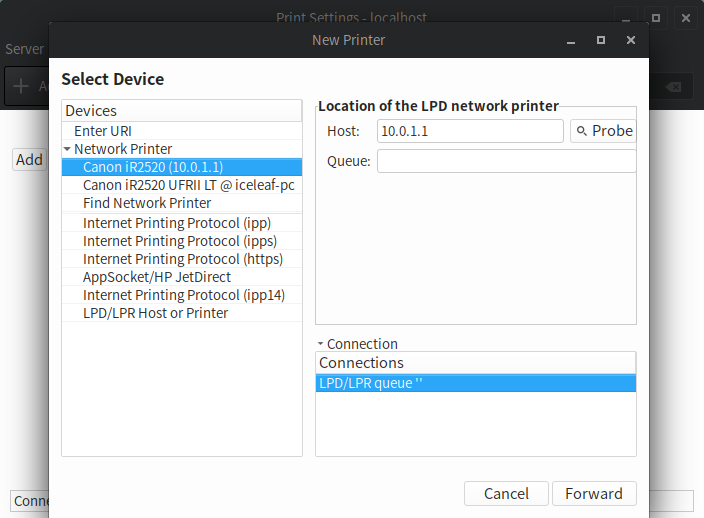 Print Settings - localhost
New Printer
Server
Select Device
Devices
Enter URI
Network Printer
Canon iR2520 (10.0.1.1)
Canon iR2520 UFRII LT @ iceleaf-pc
Find Network Printer
Internet Printing Protocol (ipp)
Internet Printing Protocol (ipps)
Internet Printing Protocol (https)
AppSocket/HP JetDirect
Internet Printing Protocol (ipp14)
LPD/LPR Host or Printer
Location of the LPD network printer
Host: 10.0.1.1 Probe
Queue:
Connection
Connections
LPD/LPR queue ''
Cancel Forward
Add